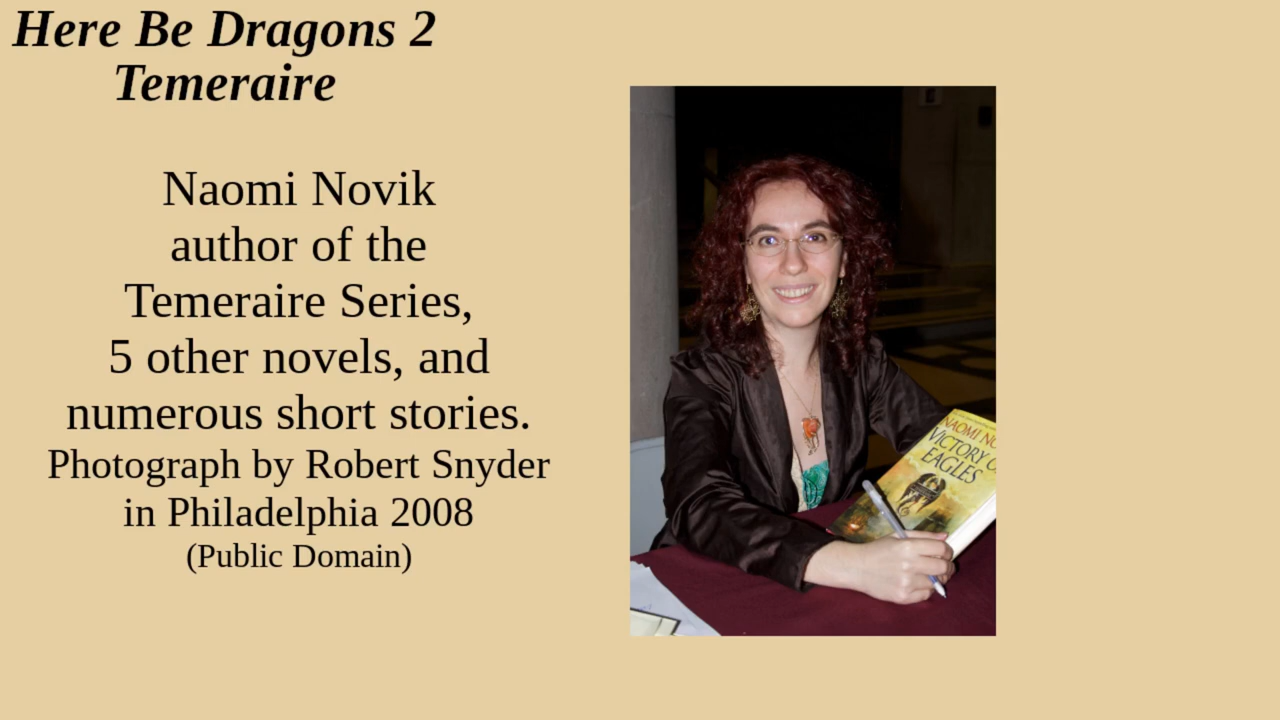 Here Be Dragons 2
Temeraire
Naomi Novik
author of the
Temeraire Series,
5 other novels, and
numerous short stories.
Photograph by Robert Snyder
in Philadelphia 2008
(Public Domain)
NAOMI NO
VICTORY O
EAGLES